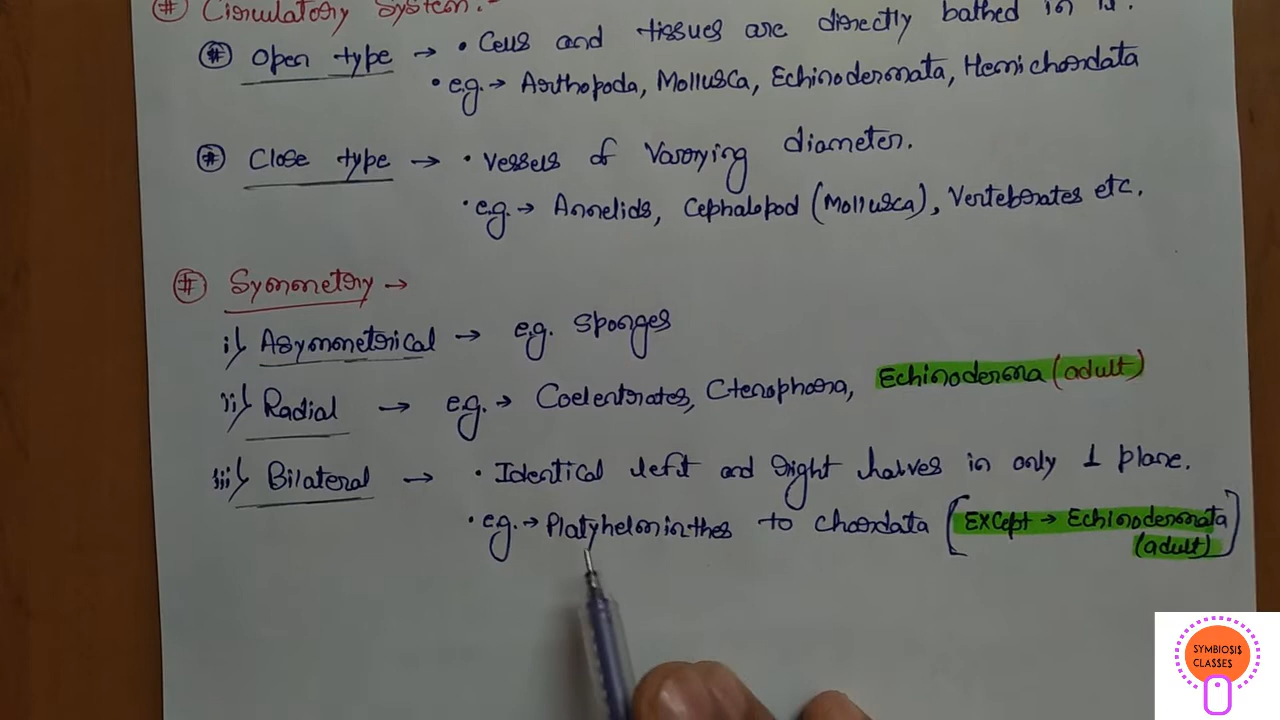 # Circulatory System:-
# Open type → • Cells and tissues are directly bathed in it.
• e.g. → Arthopoda, Mollusca, Echinodermata, Hemichordata
# Close type → • Vessels of Varying diameter.
• e.g. → Annelids, Cephalopod (Mollusca), Vertebrates etc.
# Symmetry →
i) Asymmetrical → e.g. Sponges
ii) Radial → e.g. → Coelentrates, Ctenophora, Echinoderma (adult)
iii) Bilateral → • Identical left and right halves in only 1 plane.
• e.g. → Platyhelminthes to chordata [Except → Echinodermata (adult)]
SYMBIOSIS
CLASSES